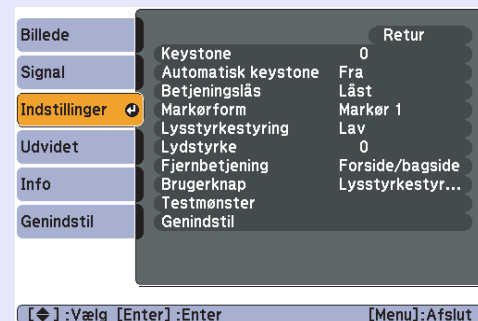 Billede
Signal
Indstillinger
Udvidet
Info
Genindstil
Retur
Keystone 0
Automatisk keystone Fra
Betjeningslås Låst
Markørform Markør 1
Lysstyrkestyring Lav
Lydstyrke 0
Fjernbetjening Forside/bagside
Brugerknap Lysstyrkestyr...
Testmønster
Genindstil
[◆] :Vælg [Enter] :Enter [Menu]:Afslut